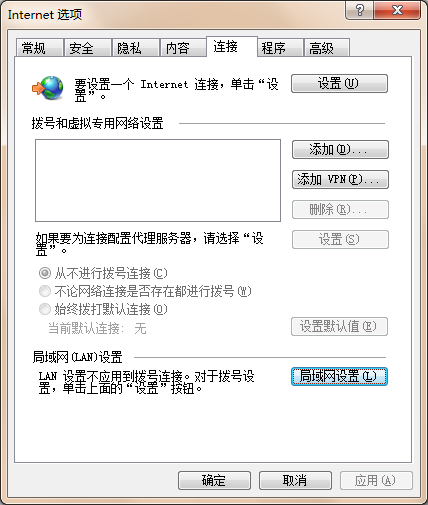 Internet 选项
常规 安全 隐私 内容 连接 程序 高级
要设置一个 Internet 连接，单击“设
置”。
设置(U)
拨号和虚拟专用网络设置
添加(D)...
添加 VPN(P)...
删除(R)...
如果要为连接配置代理服务器，请选择“设
置”。
设置(S)
从不进行拨号连接(C)
不论网络连接是否存在都进行拨号(W)
始终拨打默认连接(O)
当前默认连接： 无
设置默认值(E)
局域网(LAN)设置
LAN 设置不应用到拨号连接。对于拨号设
置，单击上面的“设置”按钮。
局域网设置(L)
确定 取消 应用(A)